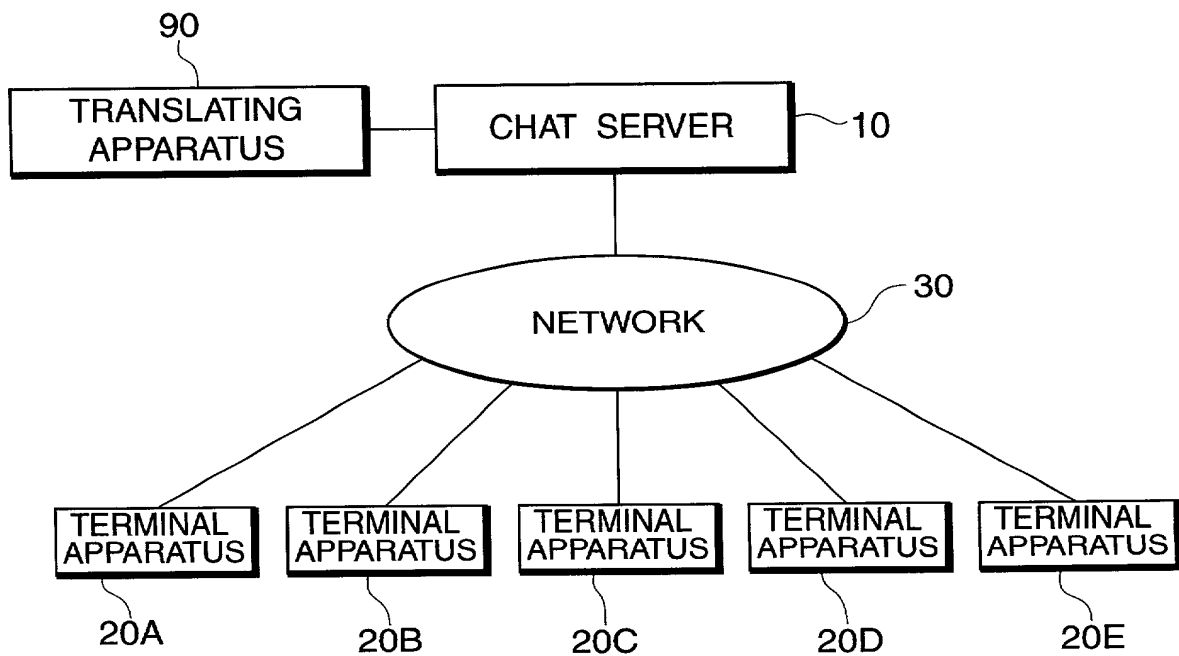 90
TRANSLATING
APPARATUS
CHAT SERVER
10
NETWORK
30
TERMINAL
APPARATUS
TERMINAL
APPARATUS
TERMINAL
APPARATUS
TERMINAL
APPARATUS
TERMINAL
APPARATUS
20A
20B
20C
20D
20E